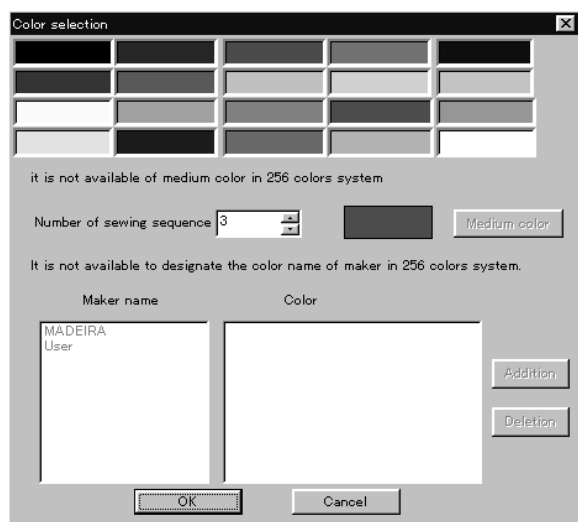 Color selection
it is not available of medium color in 256 colors system
Number of sewing sequence 3
Medium color
It is not available to designate the color name of maker in 256 colors system.
Maker name Color
MADEIRA
User
Addition
Deletion
OK Cancel